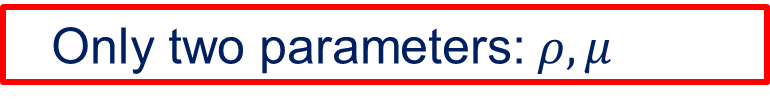 Only two parameters: 𝜌, 𝜇